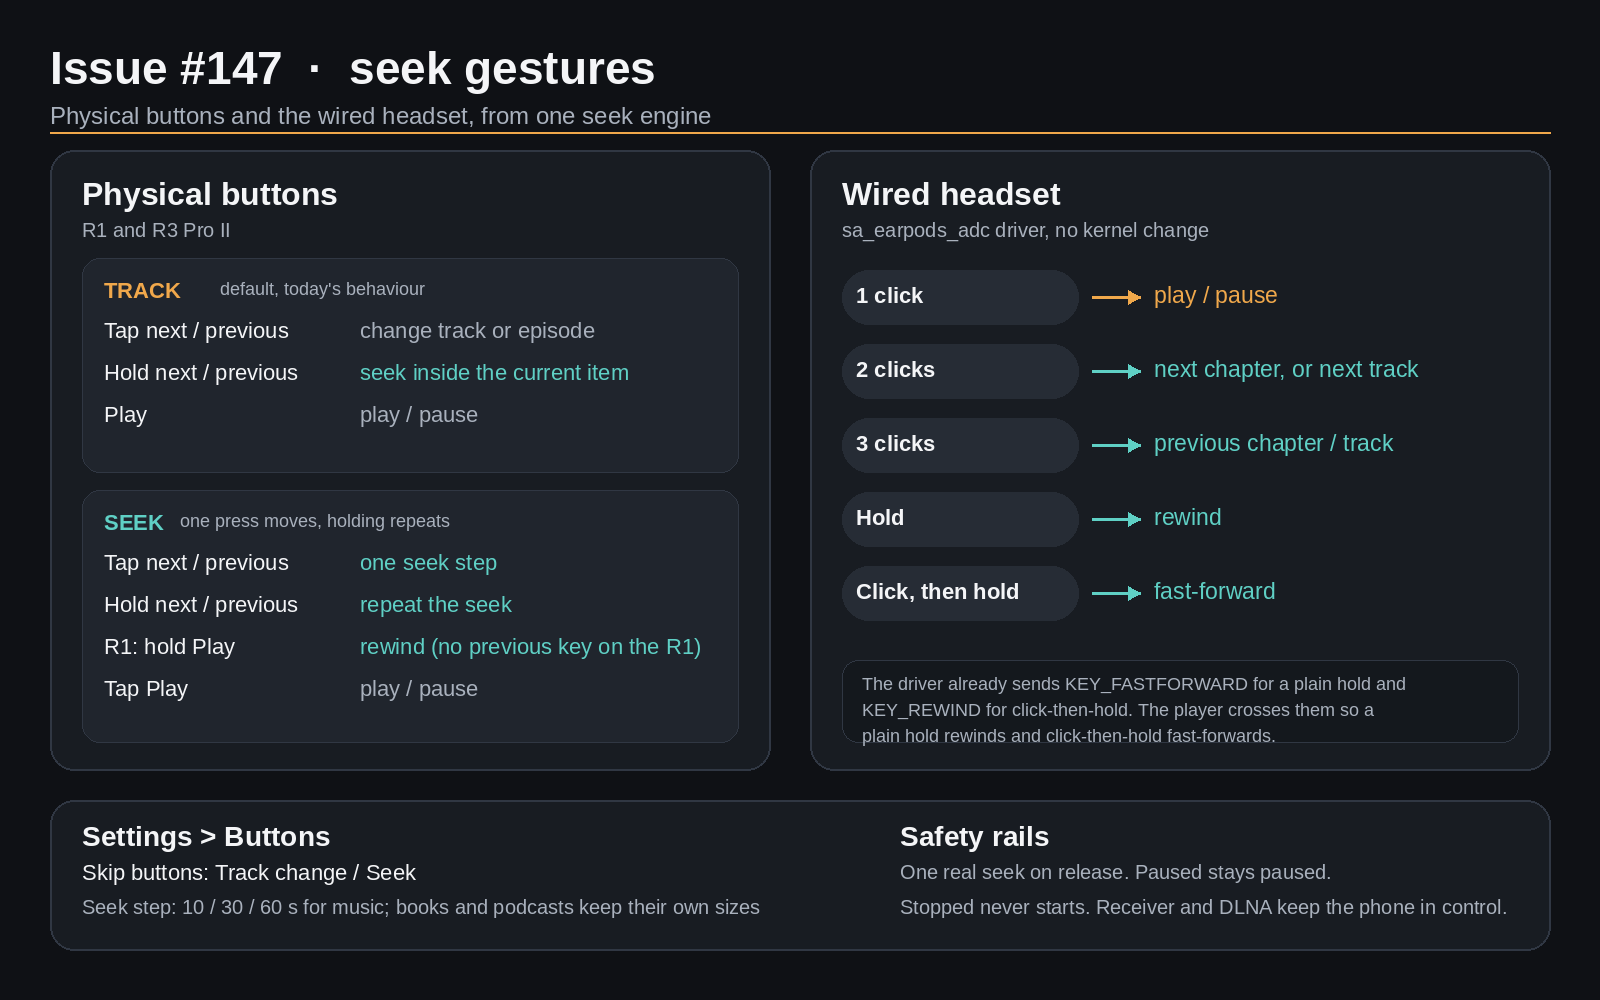 Issue #147 · seek gestures
Physical buttons and the wired headset, from one seek engine
Physical buttons
R1 and R3 Pro II
TRACK default, today's behaviour
Tap next / previous change track or episode
Hold next / previous seek inside the current item
Play play / pause
SEEK one press moves, holding repeats
Tap next / previous one seek step
Hold next / previous repeat the seek
R1: hold Play rewind (no previous key on the R1)
Tap Play play / pause
Wired headset
sa_earpods_adc driver, no kernel change
1 click play / pause
2 clicks next chapter, or next track
3 clicks previous chapter / track
Hold rewind
Click, then hold fast-forward
The driver already sends KEY_FASTFORWARD for a plain hold and
KEY_REWIND for click-then-hold. The player crosses them so a
plain hold rewinds and click-then-hold fast-forwards.
Settings > Buttons
Skip buttons: Track change / Seek
Seek step: 10 / 30 / 60 s for music; books and podcasts keep their own sizes
Safety rails
One real seek on release. Paused stays paused.
Stopped never starts. Receiver and DLNA keep the phone in control.